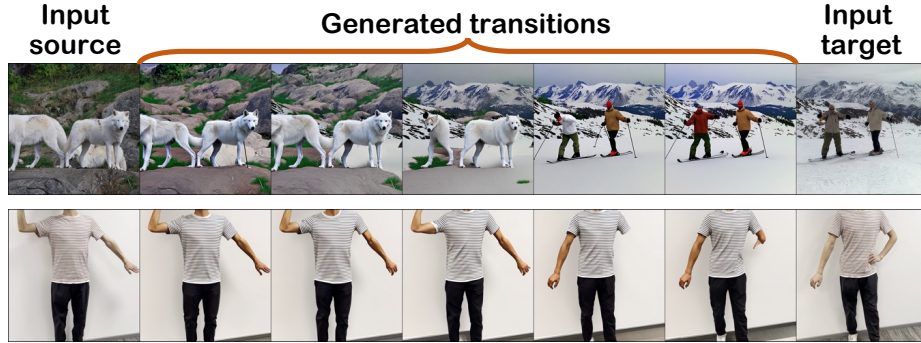 Input
source
Generated transitions
Input
target